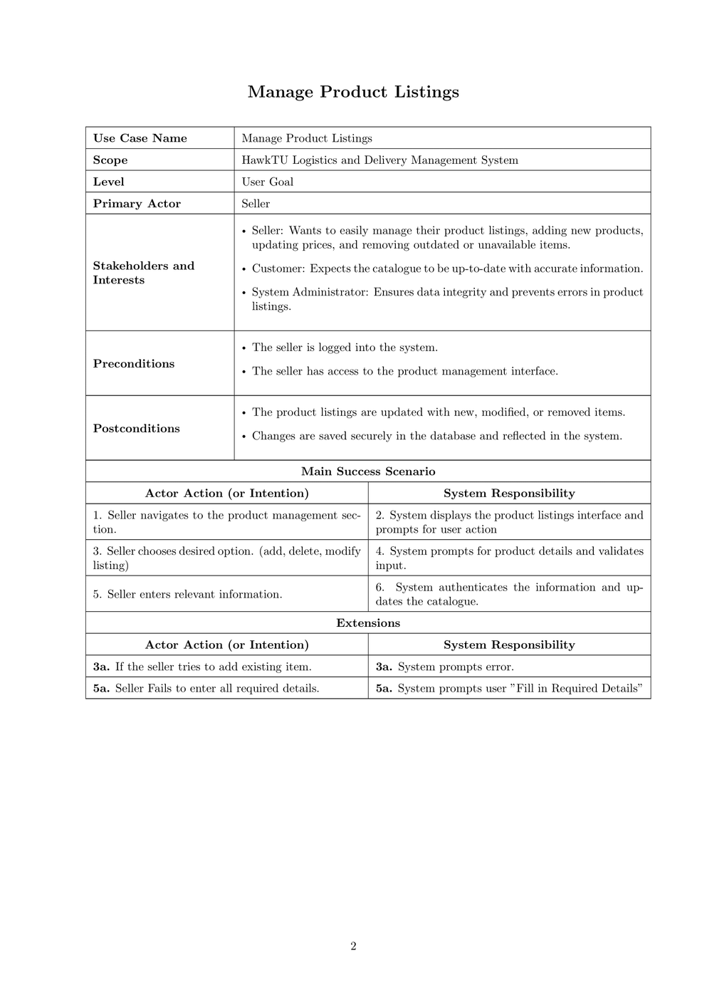 Manage Product Listings
Use Case Name
Manage Product Listings
Scope
HawkTU Logistics and Delivery Management System
Level
User Goal
Primary Actor
Seller
Stakeholders and
Interests
• Seller: Wants to easily manage their product listings, adding new products,
updating prices, and removing outdated or unavailable items.
• Customer: Expects the catalogue to be up-to-date with accurate information.
• System Administrator: Ensures data integrity and prevents errors in product
listings.
Preconditions
• The seller is logged into the system.
• The seller has access to the product management interface.
Postconditions
• The product listings are updated with new, modified, or removed items.
• Changes are saved securely in the database and reflected in the system.
Main Success Scenario
Actor Action (or Intention)
System Responsibility
1. Seller navigates to the product management sec-
tion.
2. System displays the product listings interface and
prompts for user action
3. Seller chooses desired option. (add, delete, modify
listing)
4. System prompts for product details and validates
input.
5. Seller enters relevant information.
6. System authenticates the information and up-
dates the catalogue.
Extensions
Actor Action (or Intention)
System Responsibility
3a. If the seller tries to add existing item.
3a. System prompts error.
5a. Seller Fails to enter all required details.
5a. System prompts user ”Fill in Required Details”
2